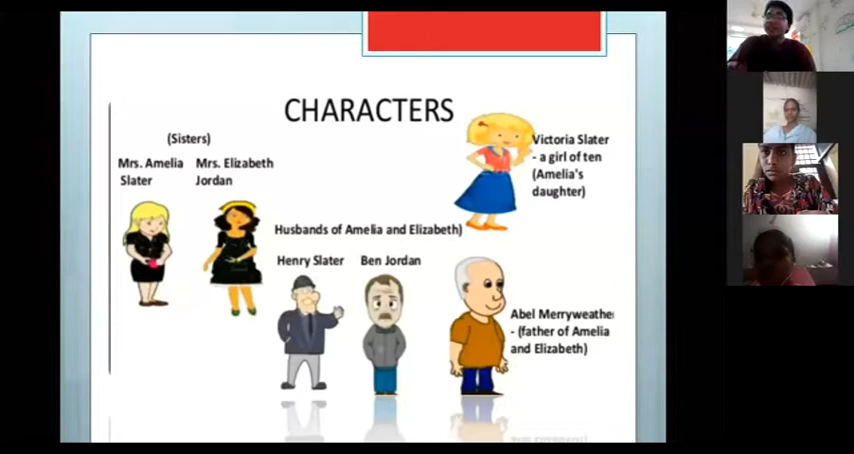 CHARACTERS
(Sisters)
Mrs. Amelia
Slater
Mrs. Elizabeth
Jordan
Victoria Slater
- a girl of ten
(Amelia's
daughter)
Husbands of Amelia and Elizabeth)
Henry Slater
Ben Jordan
Abel Merryweathe
- (father of Amelia
and Elizabeth)